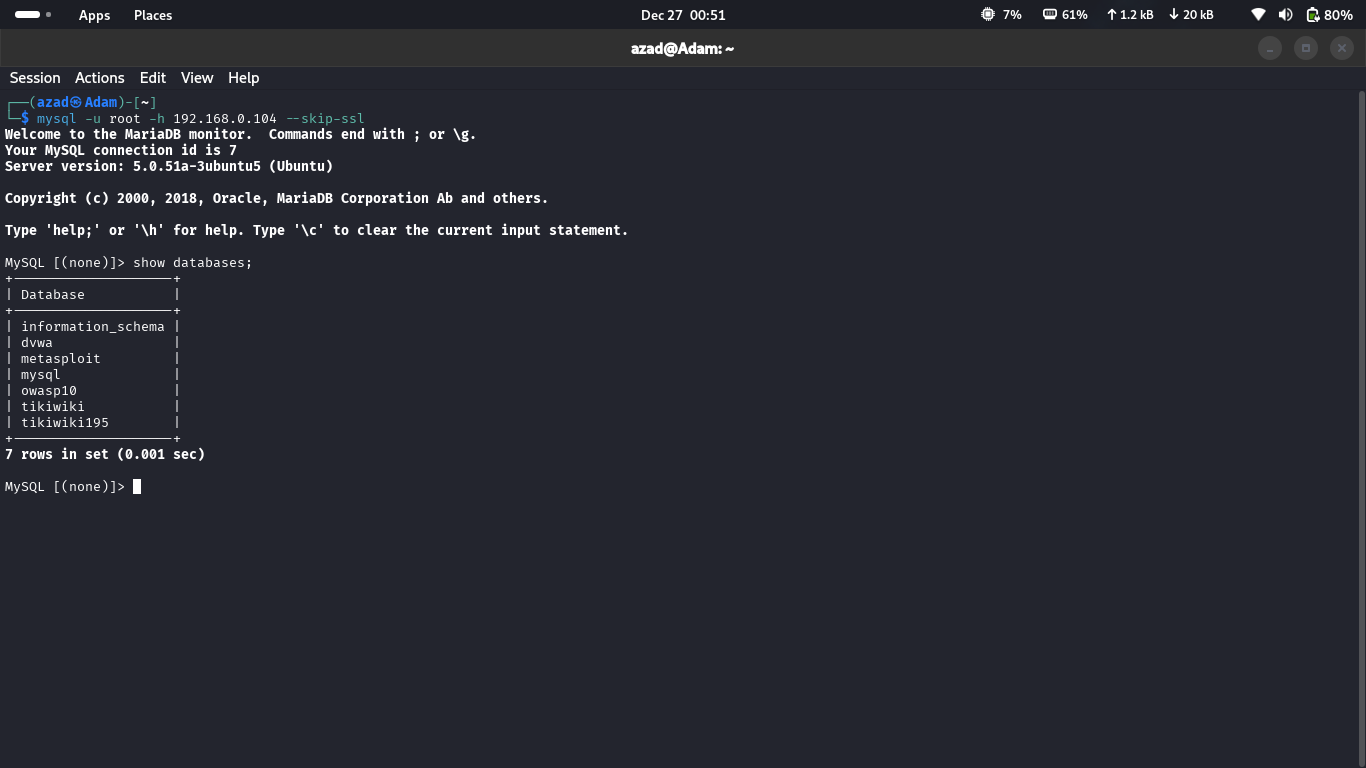 Apps Places Dec 27 00:51 7% 61% 1.2 kB 20 kB 80%
azad@Adam: ~
Session Actions Edit View Help
┌──(azad㉿Adam)-[~]
└─$ mysql -u root -h 192.168.0.104 --skip-ssl
Welcome to the MariaDB monitor.  Commands end with ; or \g.
Your MySQL connection id is 7
Server version: 5.0.51a-3ubuntu5 (Ubuntu)

Copyright (c) 2000, 2018, Oracle, MariaDB Corporation Ab and others.

Type 'help;' or '\h' for help. Type '\c' to clear the current input statement.

MySQL [(none)]> show databases;
+--------------------+
| Database           |
+--------------------+
| information_schema |
| dvwa               |
| metasploit         |
| mysql              |
| owasp10            |
| tikiwiki           |
| tikiwiki195        |
+--------------------+
7 rows in set (0.001 sec)

MySQL [(none)]>